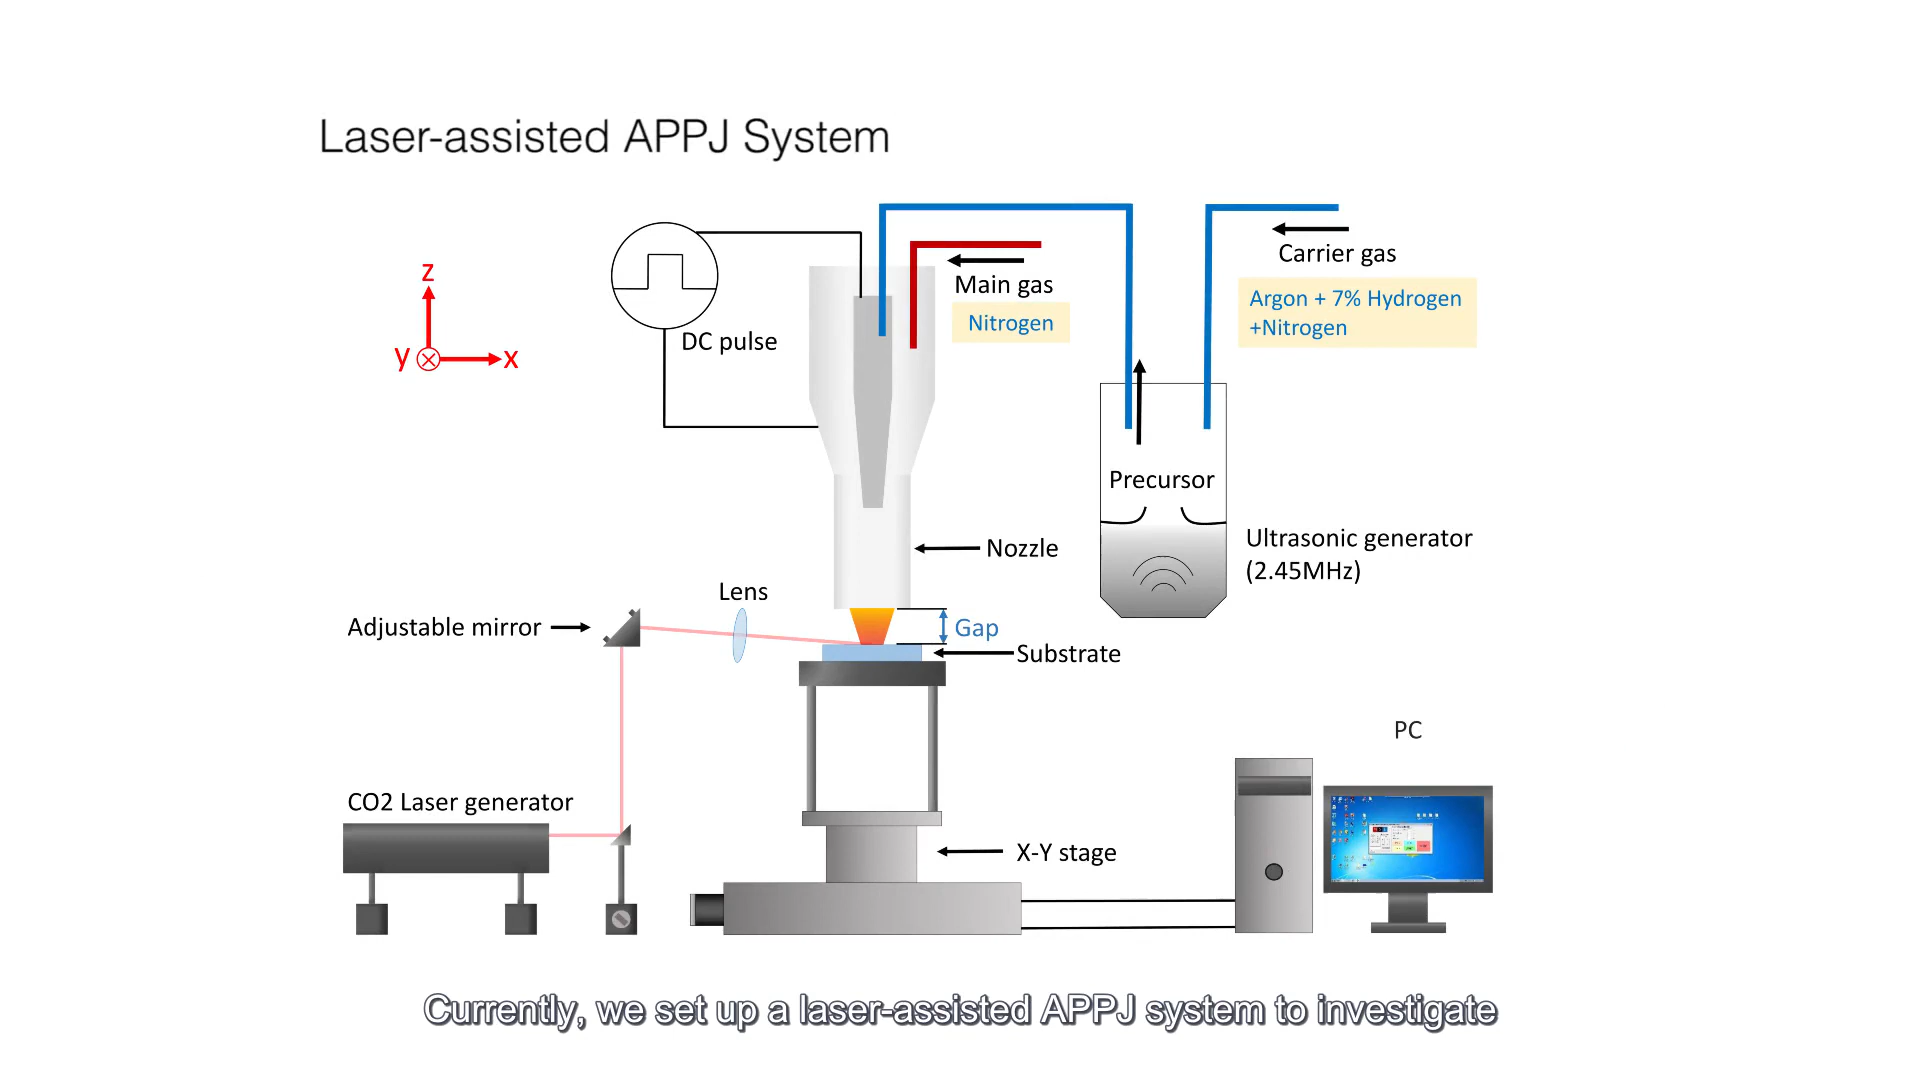 Laser-assisted APPJ System
z
y
x
DC pulse
Main gas
Nitrogen
Carrier gas
Argon + 7% Hydrogen
+Nitrogen
Precursor
Ultrasonic generator
(2.45MHz)
Nozzle
Lens
Adjustable mirror
Gap
Substrate
PC
CO2 Laser generator
X-Y stage
Currently, we set up a laser-assisted APPJ system to investigate